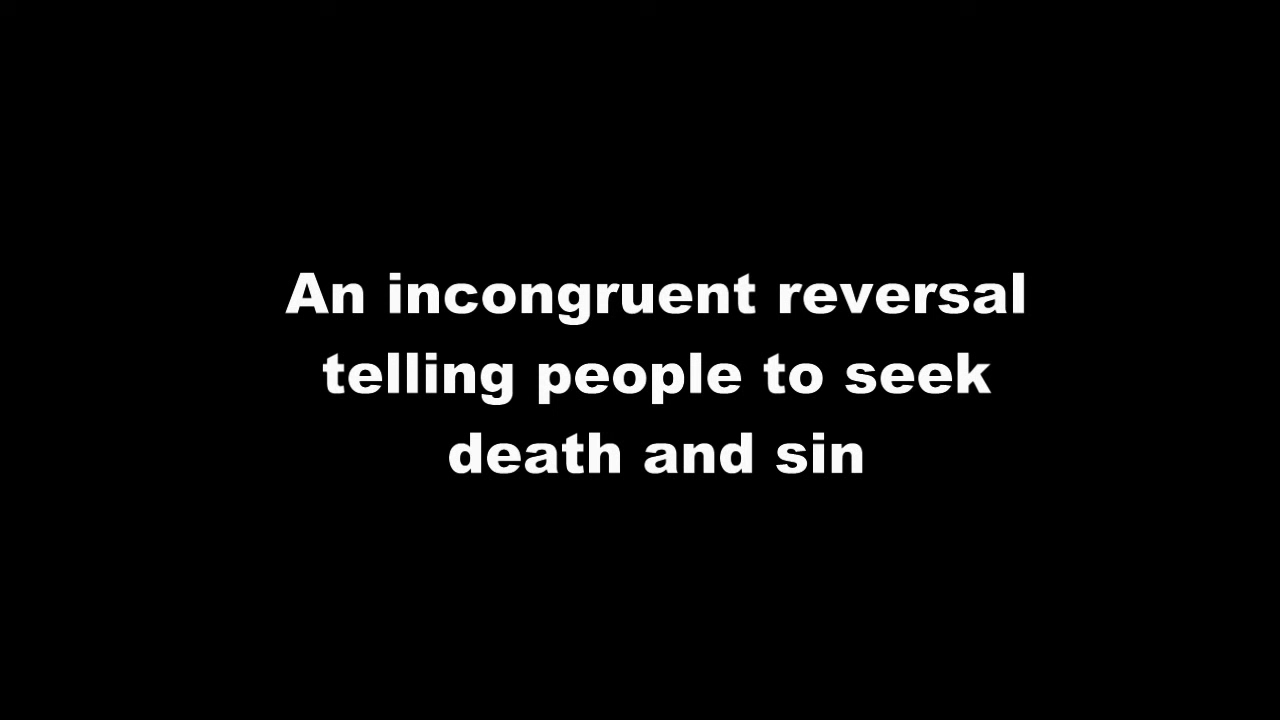 An incongruent reversal
telling people to seek
death and sin